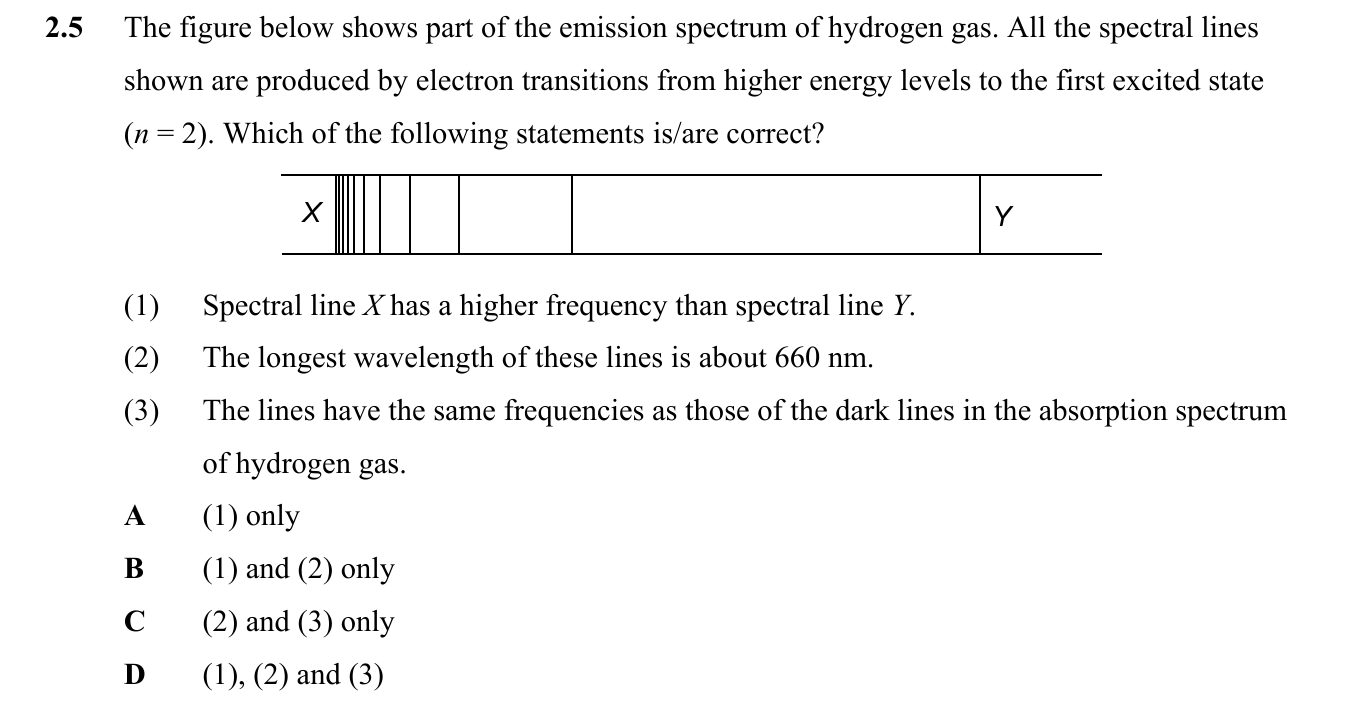 2.5 The figure below shows part of the emission spectrum of hydrogen gas. All the spectral lines
shown are produced by electron transitions from higher energy levels to the first excited state
(n = 2). Which of the following statements is/are correct?
X Y
(1) Spectral line X has a higher frequency than spectral line Y.
(2) The longest wavelength of these lines is about 660 nm.
(3) The lines have the same frequencies as those of the dark lines in the absorption spectrum
of hydrogen gas.
A (1) only
B (1) and (2) only
C (2) and (3) only
D (1), (2) and (3)